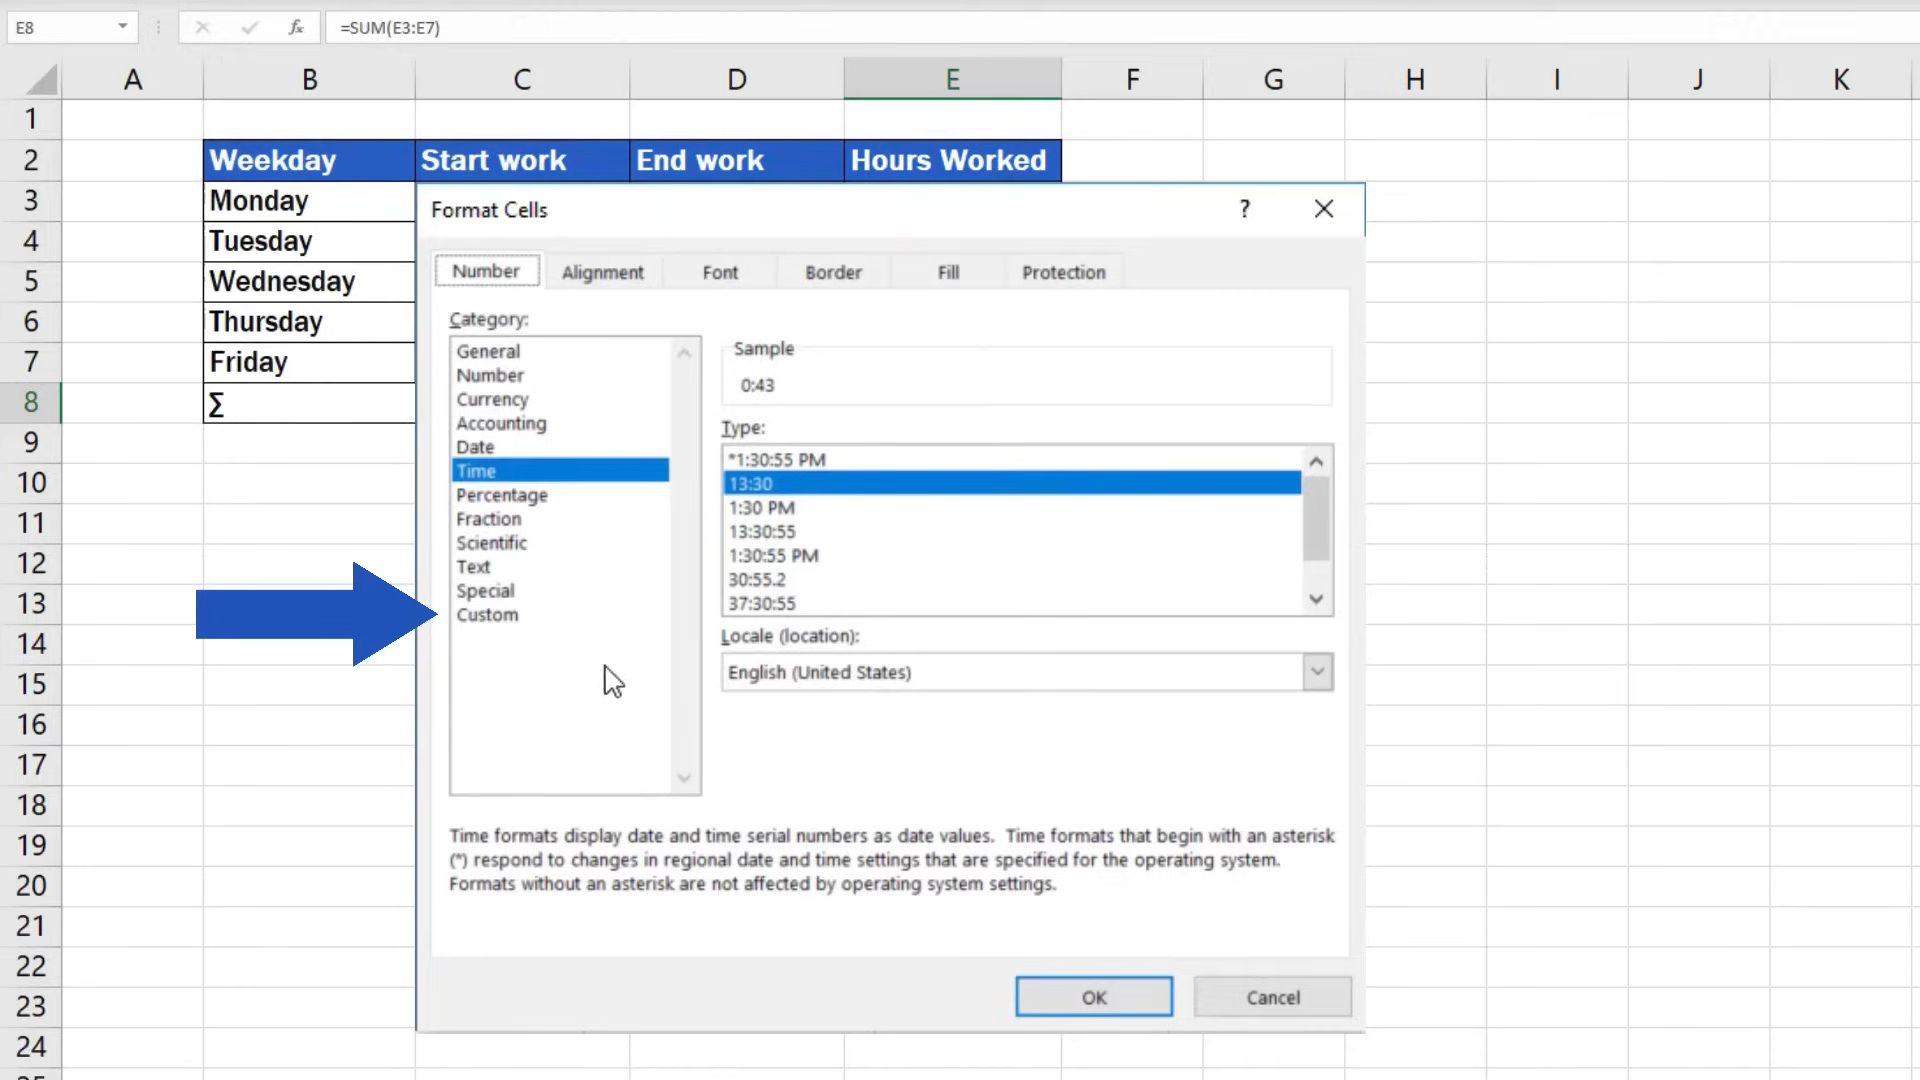 E8 fx =SUM(E3:E7)
A B C D E F G H I J K
1
2 Weekday Start work End work Hours Worked
3 Monday
4 Tuesday
5 Wednesday
6 Thursday
7 Friday
8 Σ
9
10
11
12
13
14
15
16
17
18
19
20
21
22
23
24
25
Format Cells ?
Number Alignment Font Border Fill Protection
Category:
General
Number
Currency
Accounting
Date
Time
Percentage
Fraction
Scientific
Text
Special
Custom
Sample
0:43
Type:
*1:30:55 PM
13:30
1:30 PM
13:30:55
1:30:55 PM
30:55.2
37:30:55
Locale (location):
English (United States)
Time formats display date and time serial numbers as date values. Time formats that begin with an asterisk
(*) respond to changes in regional date and time settings that are specified for the operating system.
Formats without an asterisk are not affected by operating system settings.
OK Cancel